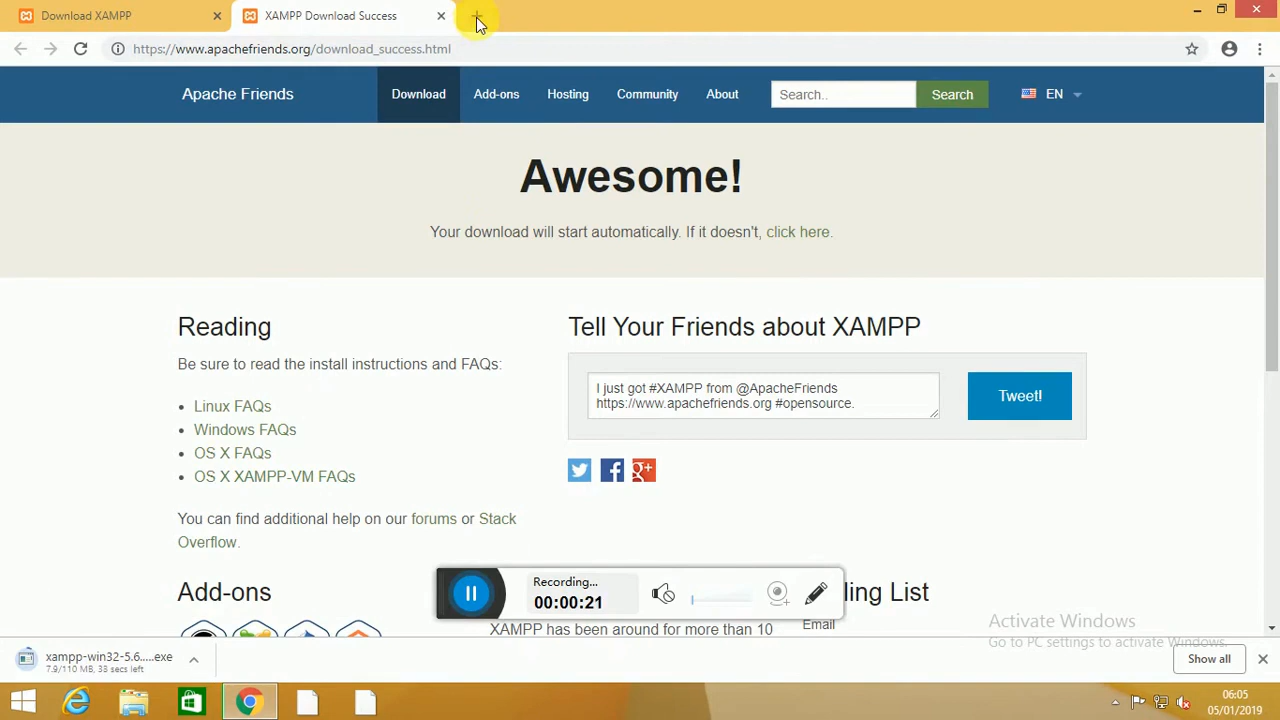 Download XAMPP
XAMPP Download Success
https://www.apachefriends.org/download_success.html
Apache Friends
Download
Add-ons
Hosting
Community
About
Search..
Search
EN
Awesome!
Your download will start automatically. If it doesn't, click here.
Reading
Be sure to read the install instructions and FAQs:
Linux FAQs
Windows FAQs
OS X FAQs
OS X XAMPP-VM FAQs
You can find additional help on our forums or Stack
Overflow.
Tell Your Friends about XAMPP
I just got #XAMPP from @ApacheFriends
https://www.apachefriends.org #opensource.
Tweet!
Add-ons
XAMPP has been around for more than 10
ling List
Email
Recording...
00:00:21
Activate Windows
Go to PC settings to activate Windows.
xampp-win32-5.6.....exe
7.9/110 MB, 33 secs left
Show all
06:05
05/01/2019